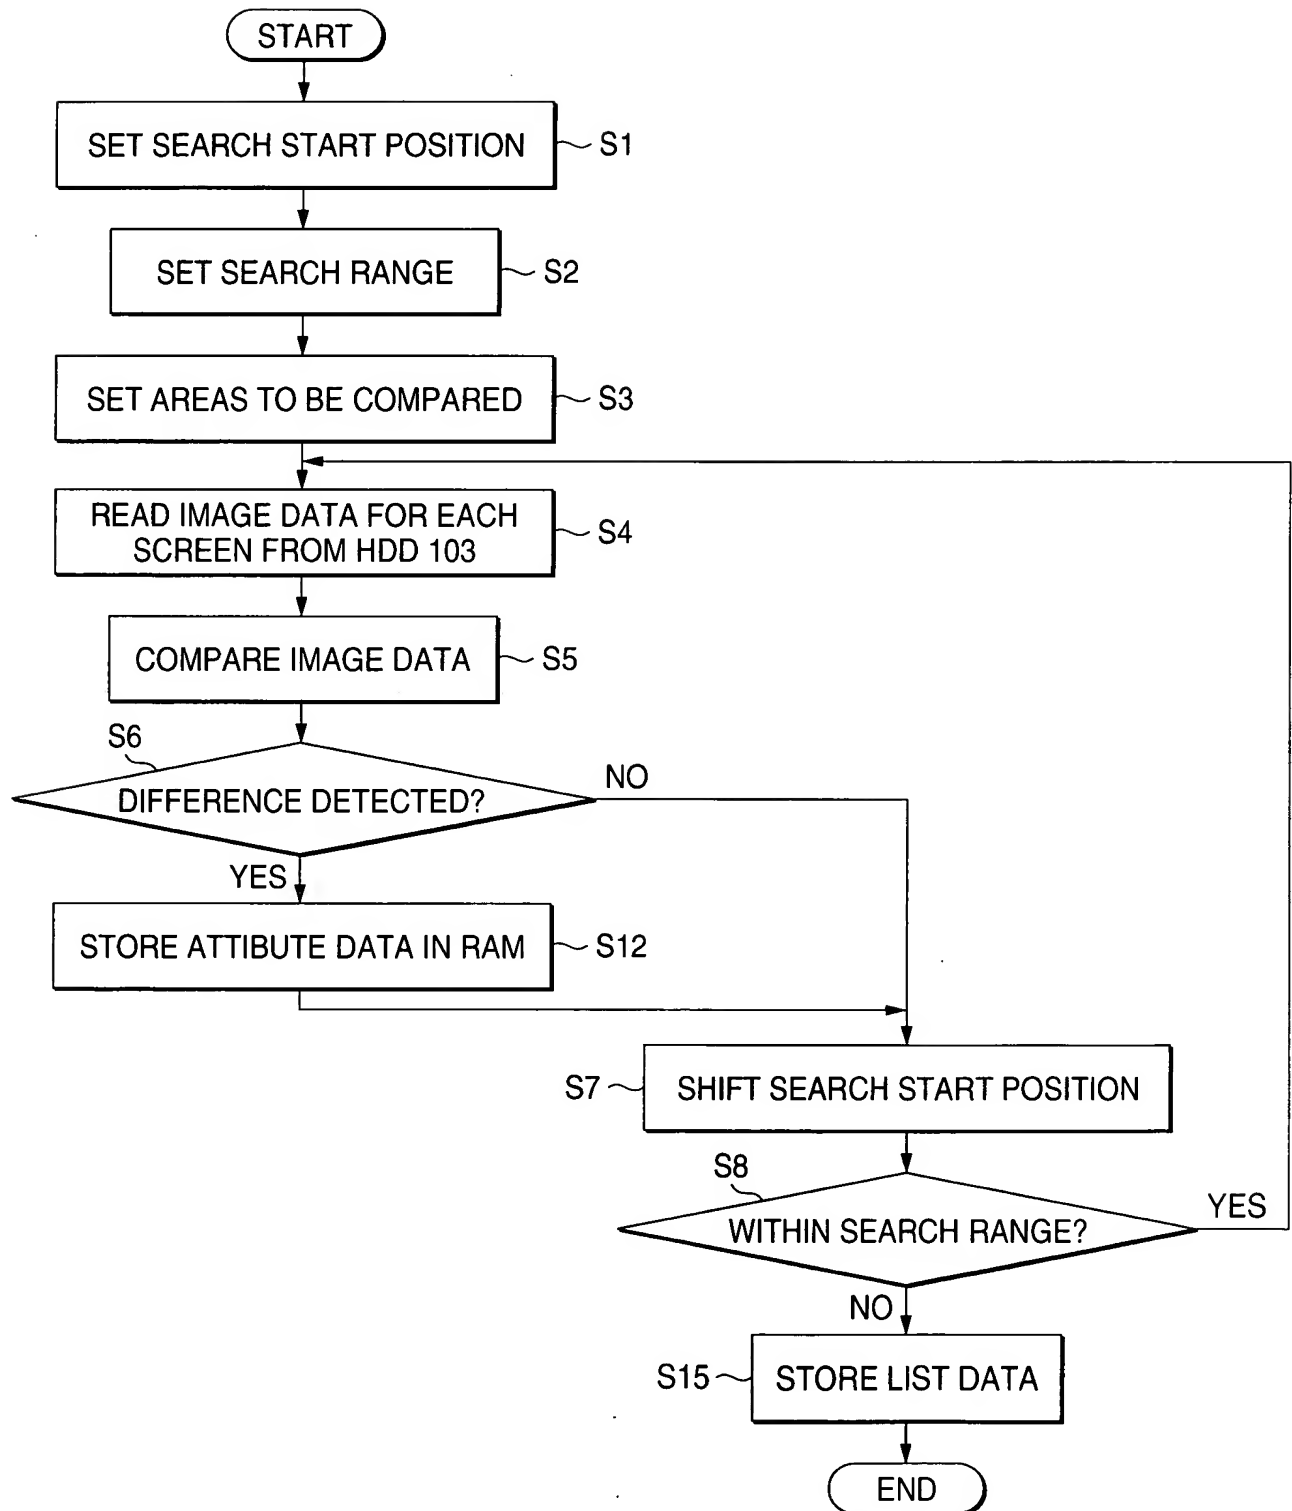 START
SET SEARCH START POSITION
S1
SET SEARCH RANGE
S2
SET AREAS TO BE COMPARED
S3
READ IMAGE DATA FOR EACH
SCREEN FROM HDD 103
S4
COMPARE IMAGE DATA
S5
S6
DIFFERENCE DETECTED?
NO
YES
STORE ATTIBUTE DATA IN RAM
S12
S7
SHIFT SEARCH START POSITION
S8
WITHIN SEARCH RANGE?
YES
NO
S15
STORE LIST DATA
END